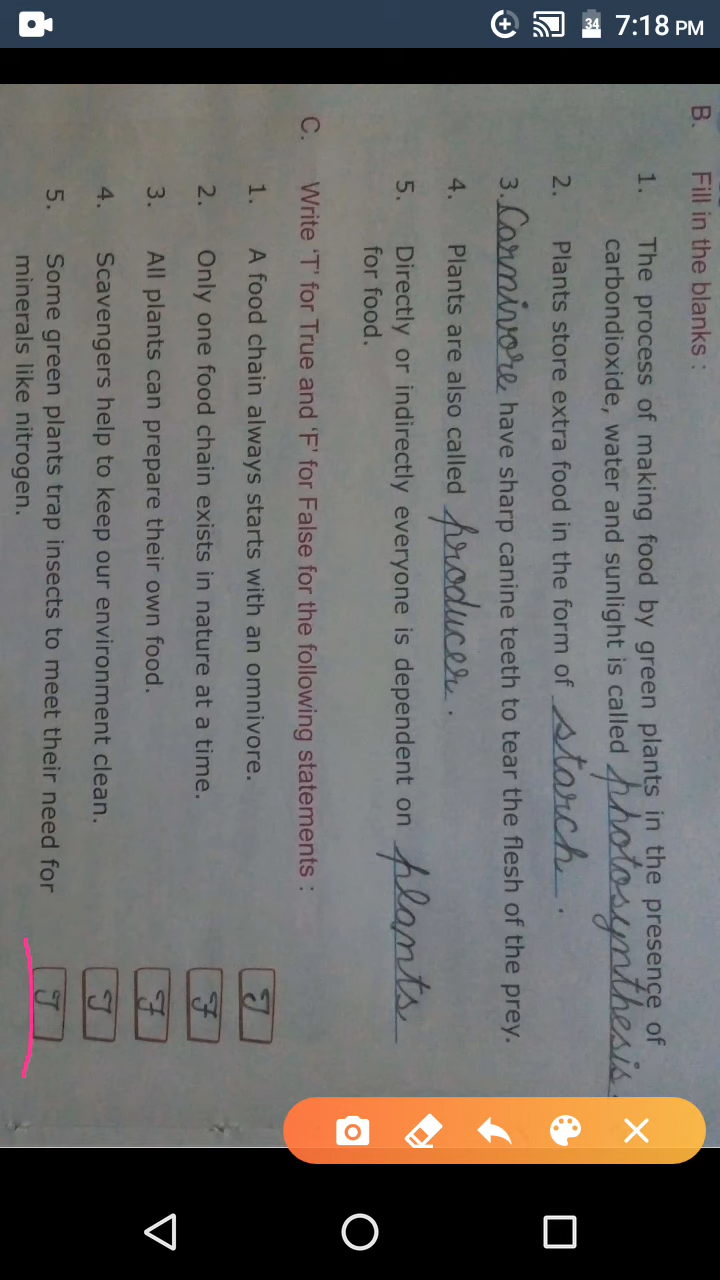 34 7:18 PM
B. Fill in the blanks :
1. The process of making food by green plants in the presence of
carbondioxide, water and sunlight is called photosynthesis.
2. Plants store extra food in the form of starch.
3. Carnivore have sharp canine teeth to tear the flesh of the prey.
4. Plants are also called producer.
5. Directly or indirectly everyone is dependent on plants
for food.
C. Write 'T' for True and 'F' for False for the following statements :
1. A food chain always starts with an omnivore. T
2. Only one food chain exists in nature at a time. F
3. All plants can prepare their own food. F
4. Scavengers help to keep our environment clean. T
5. Some green plants trap insects to meet their need for T
minerals like nitrogen.